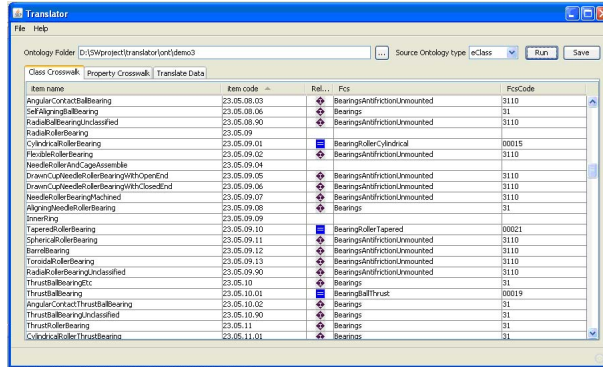 Translator
File Help
Ontology Folder D:\SWproject\translator\ont\demo3 ... Source Ontology type eClass Run Save
Class Crosswalk Property Crosswalk Translate Data
item name item code Rel... Fcs FcsCode
AngularContactBallBearing 23.05.08.03 BearingsAntifrictionUnmounted 3110
SelfAligningBallBearing 23.05.08.06 Bearings 31
RadialBallBearingUnclassified 23.05.08.90 BearingsAntifrictionUnmounted 3110
RadialRollerBearing 23.05.09
CylindricalRollerBearing 23.05.09.01 BearingRollerCylindrical 00015
FlexibleRollerBearing 23.05.09.02 BearingsAntifrictionUnmounted 3110
NeedleRollerAndCageAssemblie 23.05.09.04
DrawnCupNeedleRollerBearingWithOpenEnd 23.05.09.05 BearingsAntifrictionUnmounted 3110
DrawnCupNeedleRollerBearingWithClosedEnd 23.05.09.06 BearingsAntifrictionUnmounted 3110
NeedleRollerBearingMachined 23.05.09.07 BearingsAntifrictionUnmounted 3110
AligningNeedleRollerBearing 23.05.09.08 Bearings 31
InnerRing 23.05.09.09
TaperedRollerBearing 23.05.09.10 BearingRollerTapered 00021
SphericalRollerBearing 23.05.09.11 BearingsAntifrictionUnmounted 3110
BarrelBearing 23.05.09.12 BearingsAntifrictionUnmounted 3110
ToroidalRollerBearing 23.05.09.13 BearingsAntifrictionUnmounted 3110
RadialRollerBearingUnclassified 23.05.09.90 BearingsAntifrictionUnmounted 3110
ThrustBallBearingEtc 23.05.10 Bearings 31
ThrustBallBearing 23.05.10.01 BearingBallThrust 00019
AngularContactThrustBallBearing 23.05.10.02 Bearings 31
ThrustBallBearingUnclassified 23.05.10.90 Bearings 31
ThrustRollerBearing 23.05.11 Bearings 31
CylindricalRollerThrustBearing 23.05.11.01 Bearings 31